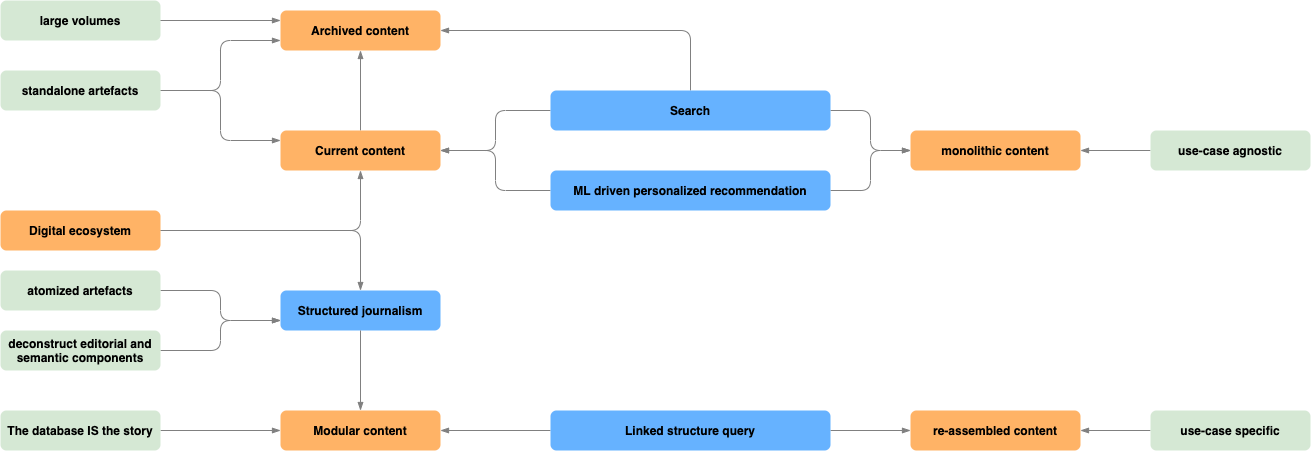 large volumes
Archived content
standalone artefacts
Search
Current content
monolithic content
use-case agnostic
ML driven personalized recommendation
Digital ecosystem
atomized artefacts
Structured journalism
deconstruct editorial and
semantic components
The database IS the story
Modular content
Linked structure query
re-assembled content
use-case specific